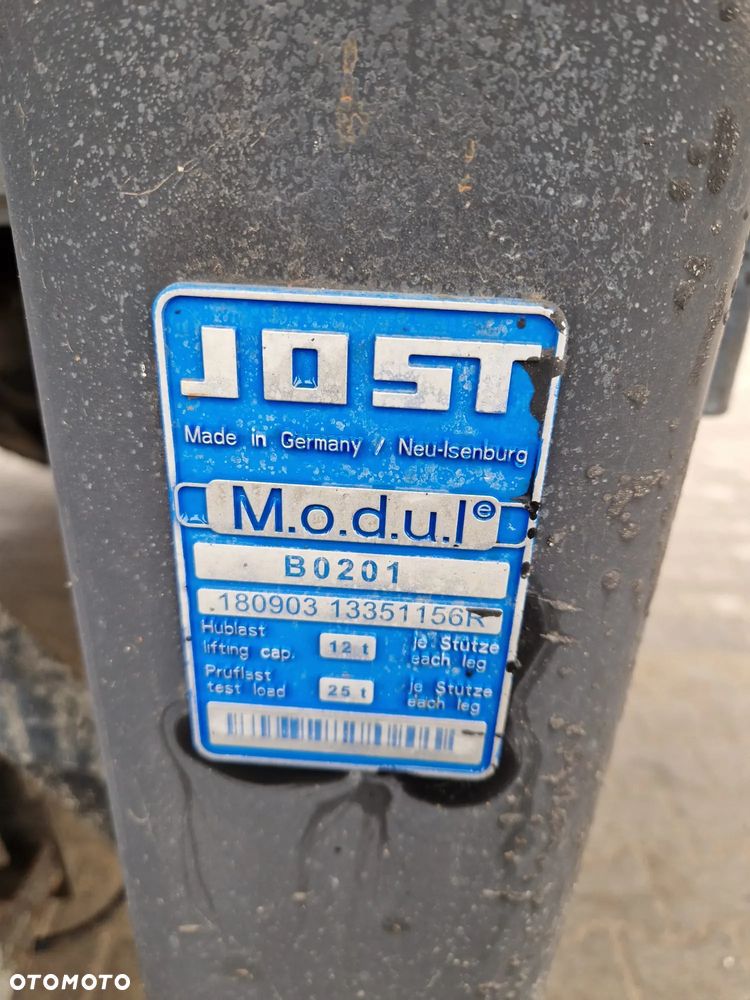 JOST
Made in Germany / Neu-Isenburg
M.o.d.u.l e
B0201
180903 13351156R
Hublast 12 t je Stütze
lifting cap. each leg
Prüflast 25 t je Stütze
test load each leg
OTOMOTO